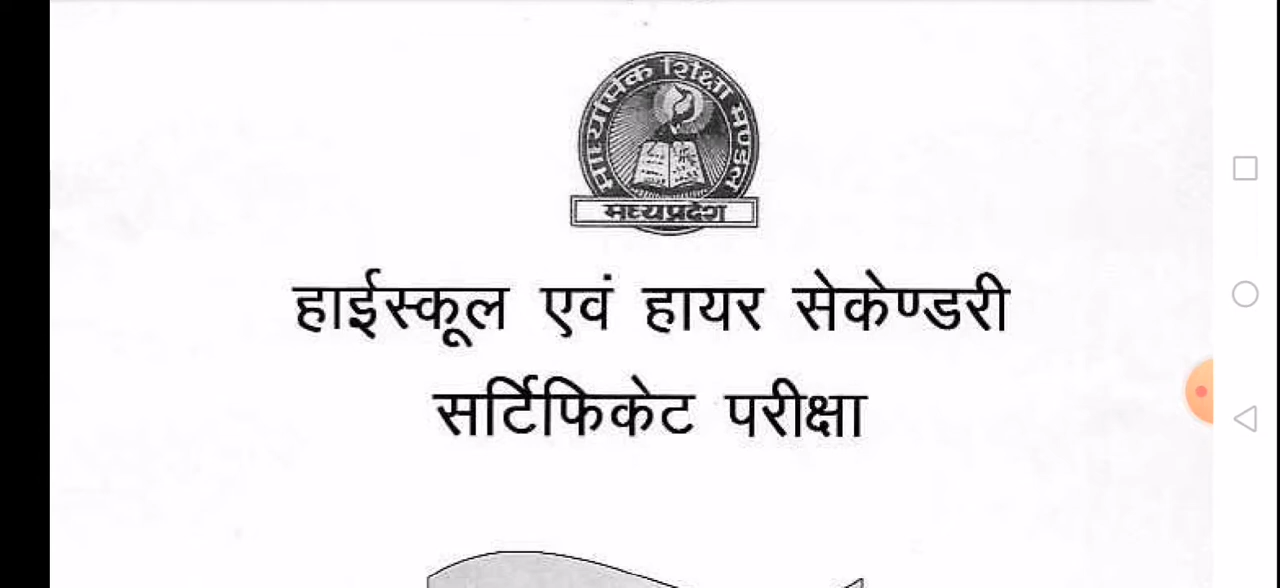 माध्यमिक शिक्षा मण्डल
मध्यप्रदेश
हाईस्कूल एवं हायर सेकेण्डरी
सर्टिफिकेट परीक्षा